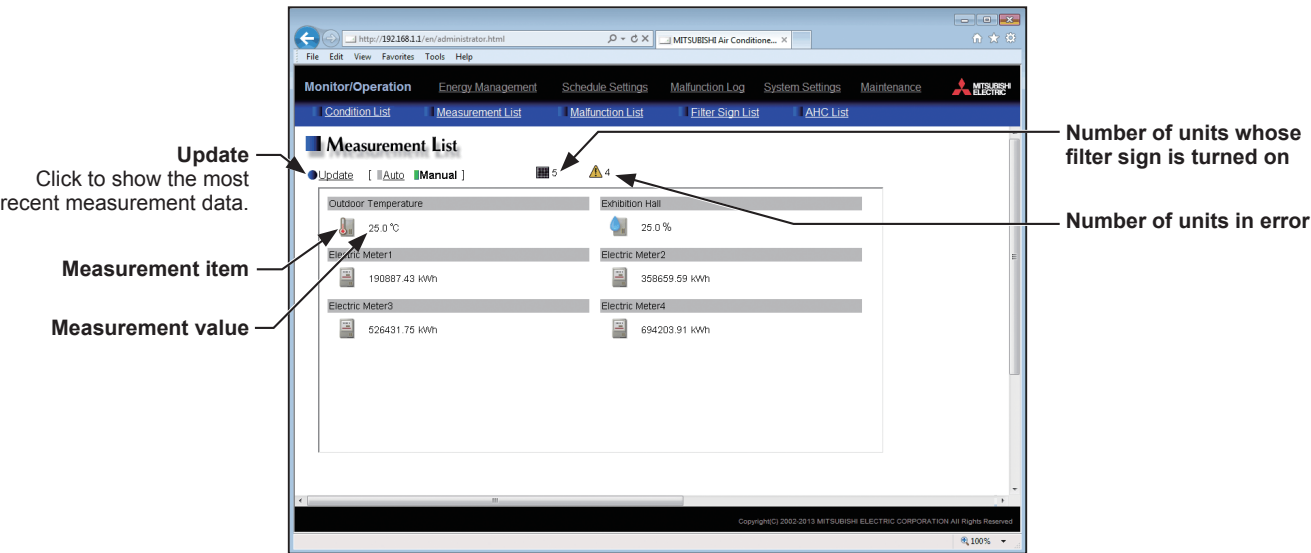 http://192.168.1.1/en/administrator.html
MITSUBISHI Air Conditione...
File Edit View Favorites Tools Help
Monitor/Operation Energy Management Schedule Settings Malfunction Log System Settings Maintenance
MITSUBISHI
ELECTRIC
Condition List Measurement List Malfunction List Filter Sign List AHC List
Measurement List
Update [ Auto Manual ] 5 4
Outdoor Temperature Exhibition Hall
25.0 °C 25.0 %
Electric Meter1 Electric Meter2
190887.43 kWh 358659.59 kWh
Electric Meter3 Electric Meter4
526431.75 kWh 694203.91 kWh
Copyright(C) 2002-2013 MITSUBISHI ELECTRIC CORPORATION All Rights Reserved
100%
Update
Click to show the most
recent measurement data.
Measurement item
Measurement value
Number of units whose
filter sign is turned on
Number of units in error